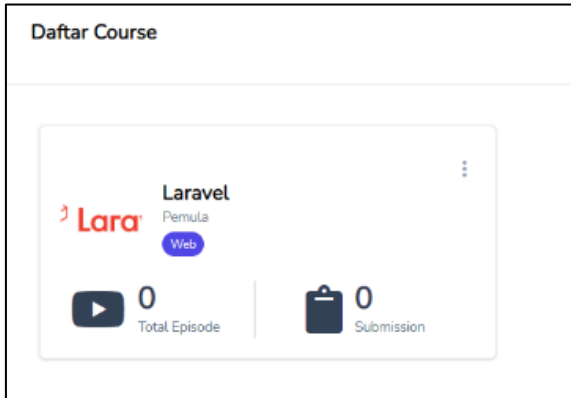 Daftar Course
Laravel
Lara
Pemula
Web
0
Total Episode
0
Submission